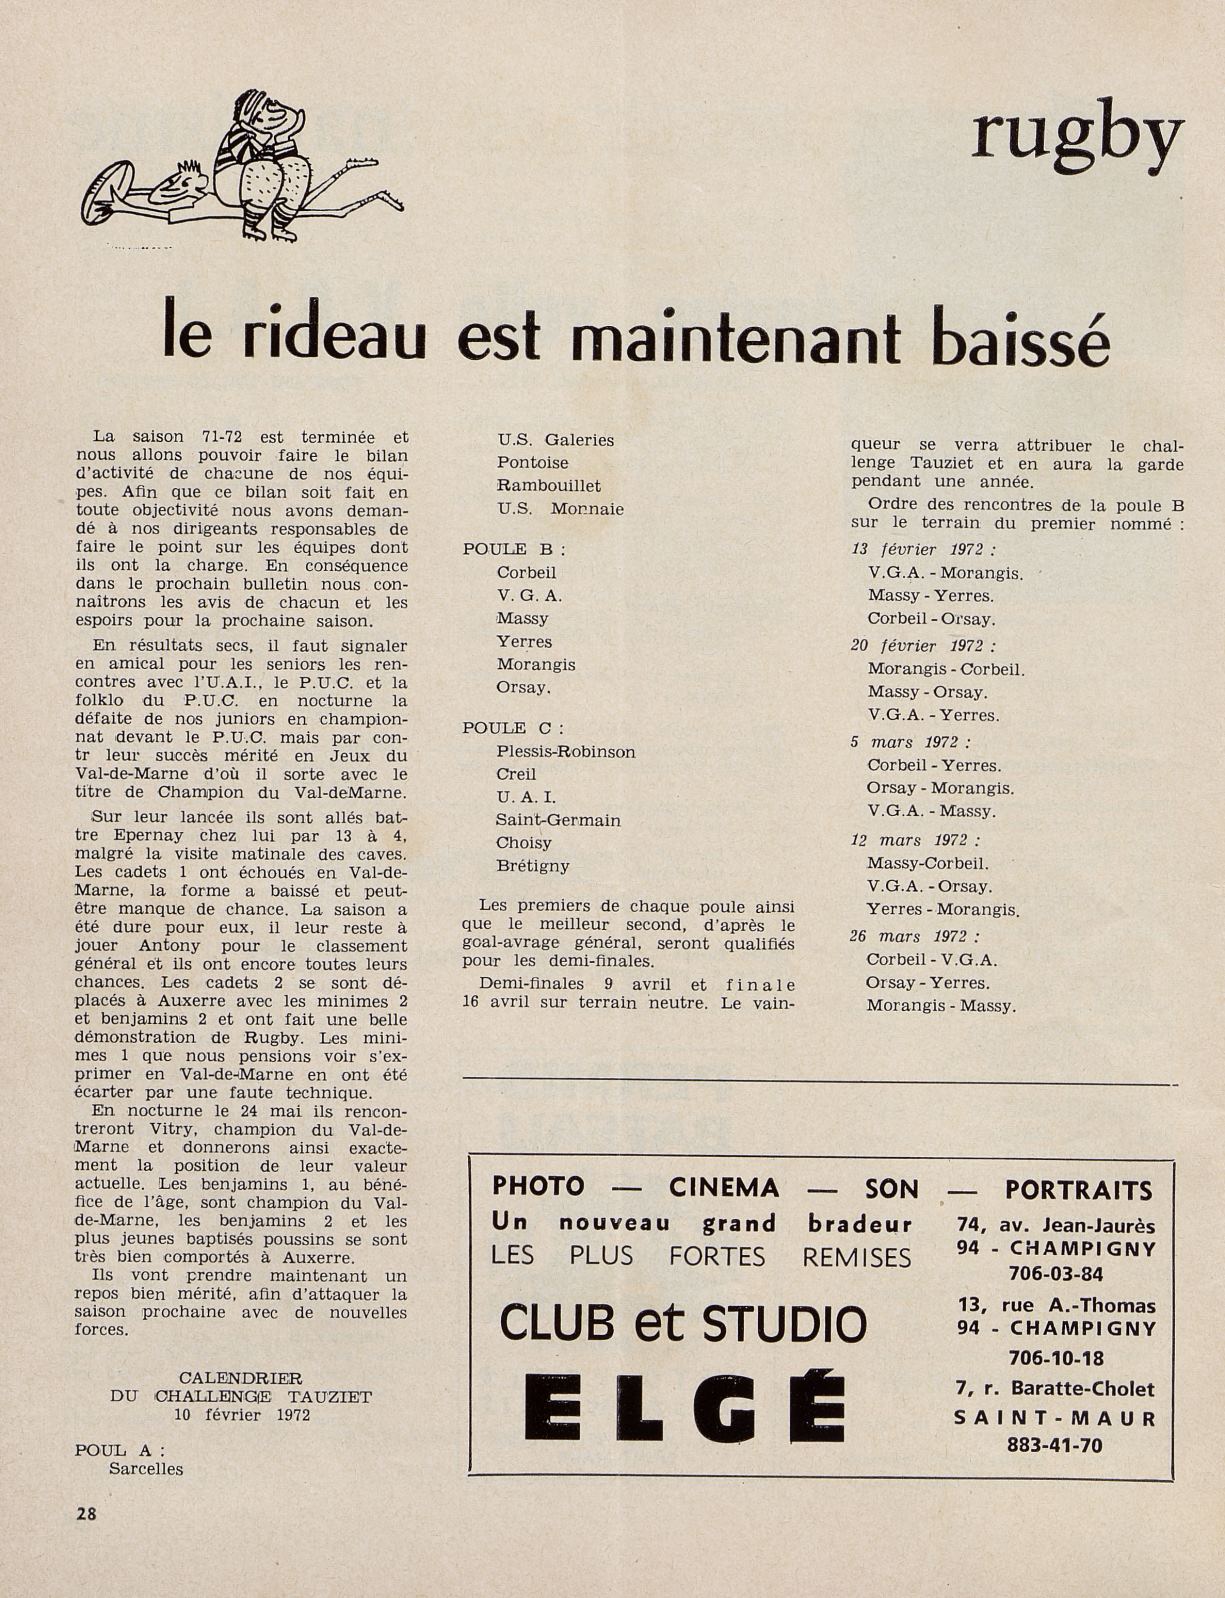 rugby
le rideau est maintenant baissé
La saison 71-72 est terminée et
nous allons pouvoir faire le bilan
d'activité de chacune de nos équi-
pes. Afin que ce bilan soit fait en
toute objectivité nous avons deman-
dé à nos dirigeants responsables de
faire le point sur les équipes dont
ils ont la charge. En conséquence
dans le prochain bulletin nous con-
naîtrons les avis de chacun et les
espoirs pour la prochaine saison.
En résultats secs, il faut signaler
en amical pour les seniors les ren-
contres avec l'U.A.I., le P.U.C. et la
folklo du P.U.C. en nocturne la
défaite de nos juniors en champion-
nat devant le P.U.C. mais par con-
tr leur succès mérité en Jeux du
Val-de-Marne d'où il sorte avec le
titre de Champion du Val-deMarne.
Sur leur lancée ils sont allés bat-
tre Epernay chez lui par 13 à 4,
malgré la visite matinale des caves.
Les cadets 1 ont échoués en Val-de-
Marne, la forme a baissé et peut-
être manque de chance. La saison a
été dure pour eux, il leur reste à
jouer Antony pour le classement
général et ils ont encore toutes leurs
chances. Les cadets 2 se sont dé-
placés à Auxerre avec les minimes 2
et benjamins 2 et ont fait une belle
démonstration de Rugby. Les mini-
mes 1 que nous pensions voir s'ex-
primer en Val-de-Marne en ont été
écarter par une faute technique.
En nocturne le 24 mai ils rencon-
treront Vitry, champion du Val-de-
Marne et donnerons ainsi exacte-
ment la position de leur valeur
actuelle. Les benjamins 1, au béné-
fice de l'âge, sont champion du Val-
de-Marne, les benjamins 2 et les
plus jeunes baptisés poussins se sont
très bien comportés à Auxerre.
Ils vont prendre maintenant un
repos bien mérité, afin d'attaquer la
saison prochaine avec de nouvelles
forces.
CALENDRIER
DU CHALLENGE TAUZIET
10 février 1972
POUL A :
Sarcelles
U.S. Galeries
Pontoise
Rambouillet
U.S. Monnaie
POULE B :
Corbeil
V. G. A.
Massy
Yerres
Morangis
Orsay.
POULE C :
Plessis-Robinson
Creil
U. A. I.
Saint-Germain
Choisy
Brétigny
Les premiers de chaque poule ainsi
que le meilleur second, d'après le
goal-avrage général, seront qualifiés
pour les demi-finales.
Demi-finales 9 avril et finale
16 avril sur terrain neutre. Le vain-
queur se verra attribuer le chal-
lenge Tauziet et en aura la garde
pendant une année.
Ordre des rencontres de la poule B
sur le terrain du premier nommé :
13 février 1972 :
V.G.A. - Morangis.
Massy - Yerres.
Corbeil - Orsay.
20 février 1972 :
Morangis - Corbeil.
Massy - Orsay.
V.G.A. - Yerres.
5 mars 1972 :
Corbeil - Yerres.
Orsay - Morangis.
V.G.A. - Massy.
12 mars 1972 :
Massy-Corbeil.
V.G.A. - Orsay.
Yerres - Morangis.
26 mars 1972 :
Corbeil - V.G.A.
Orsay - Yerres.
Morangis - Massy.
PHOTO — CINEMA — SON — PORTRAITS
Un nouveau grand bradeur
LES PLUS FORTES REMISES
CLUB et STUDIO
ELGÉ
74, av. Jean-Jaurès
94 - CHAMPIGNY
706-03-84
13, rue A.-Thomas
94 - CHAMPIGNY
706-10-18
7, r. Baratte-Cholet
SAINT-MAUR
883-41-70
28